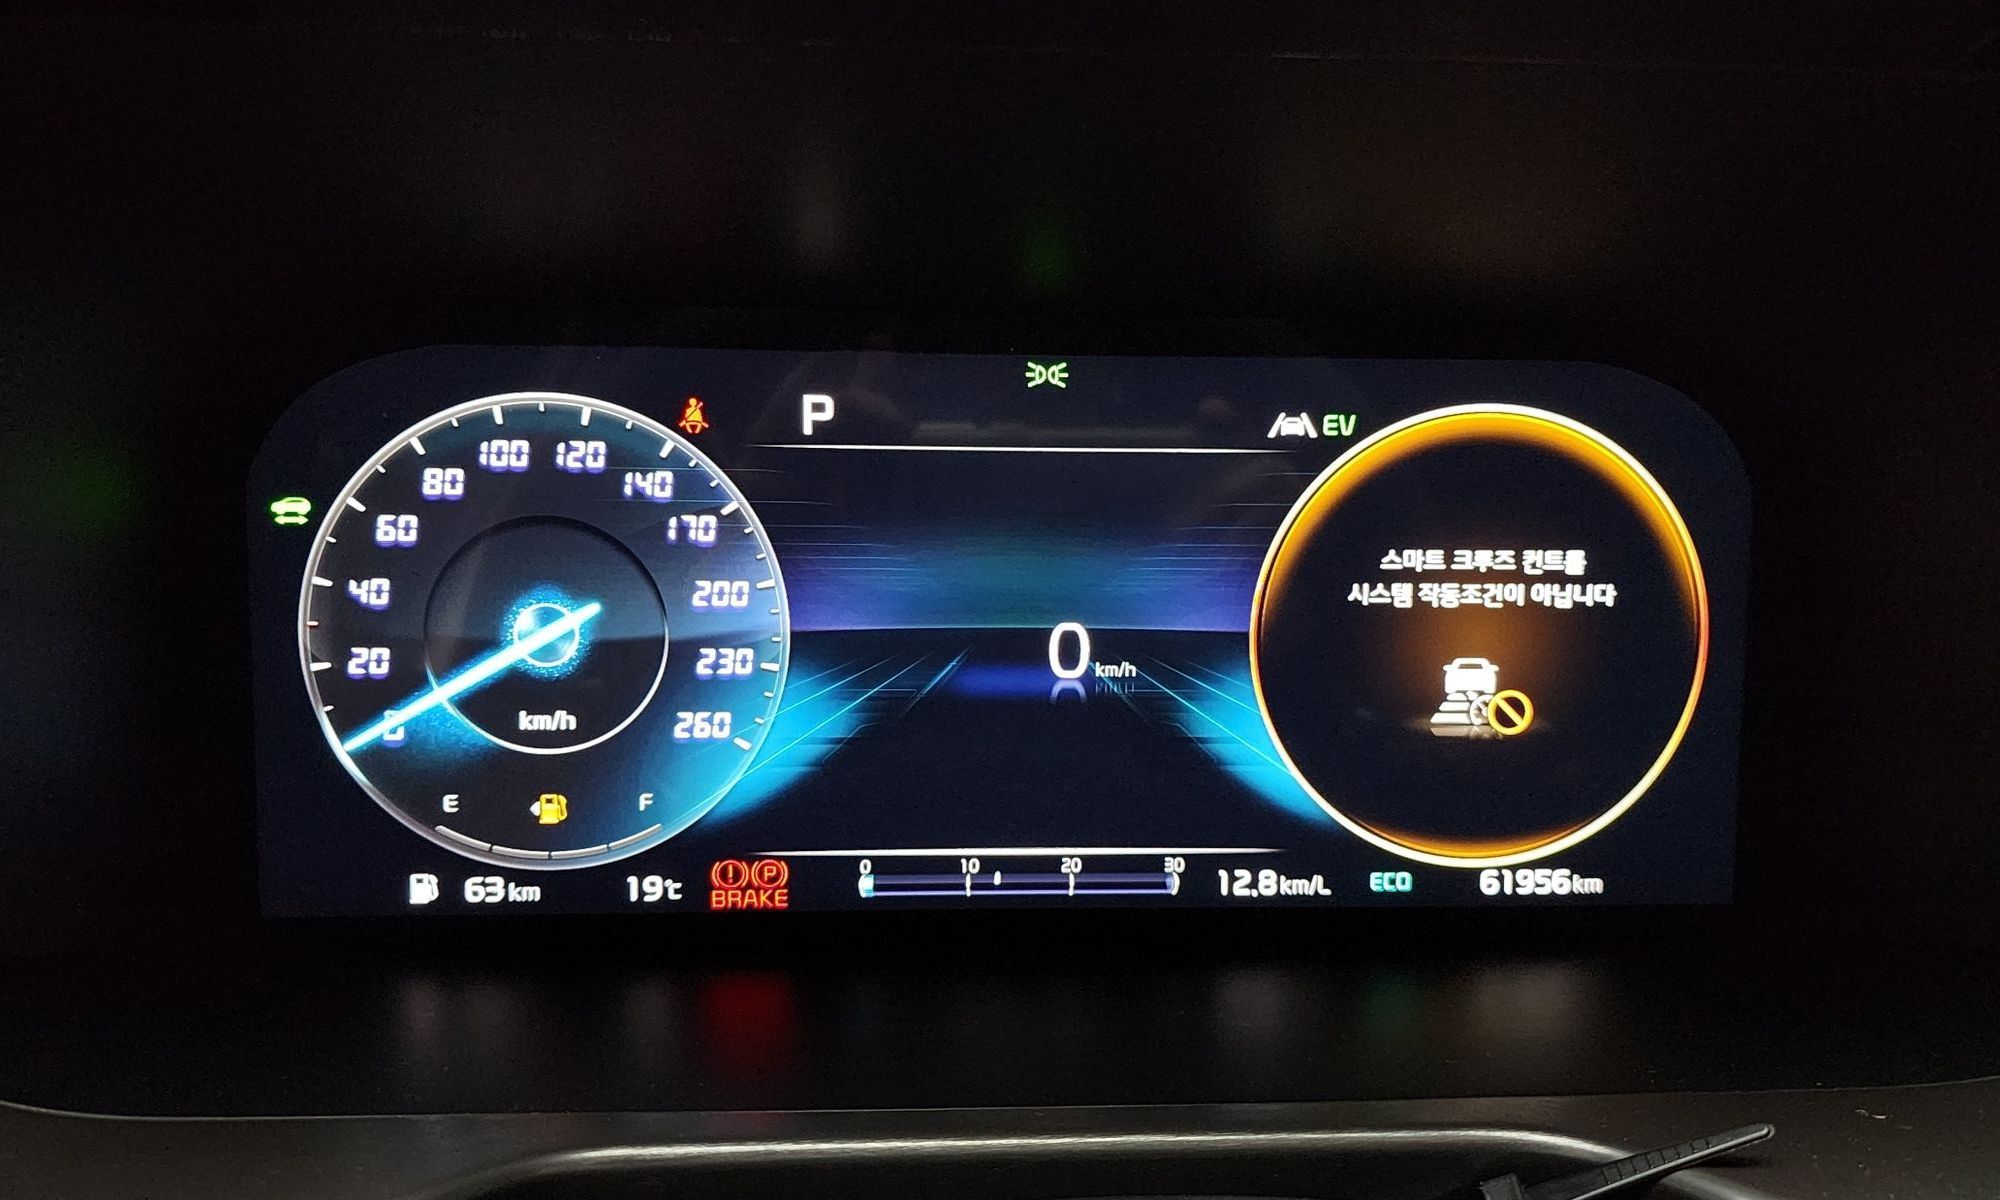 P
EV
100 120
80 140
60 170
40 200
20 230
0 260
km/h
E F
0 km/h
스마트 크루즈 컨트롤
시스템 작동조건이 아닙니다
63km
19℃
(!)(P)
BRAKE
0 10 20 30
12.8km/L
ECO
61956km